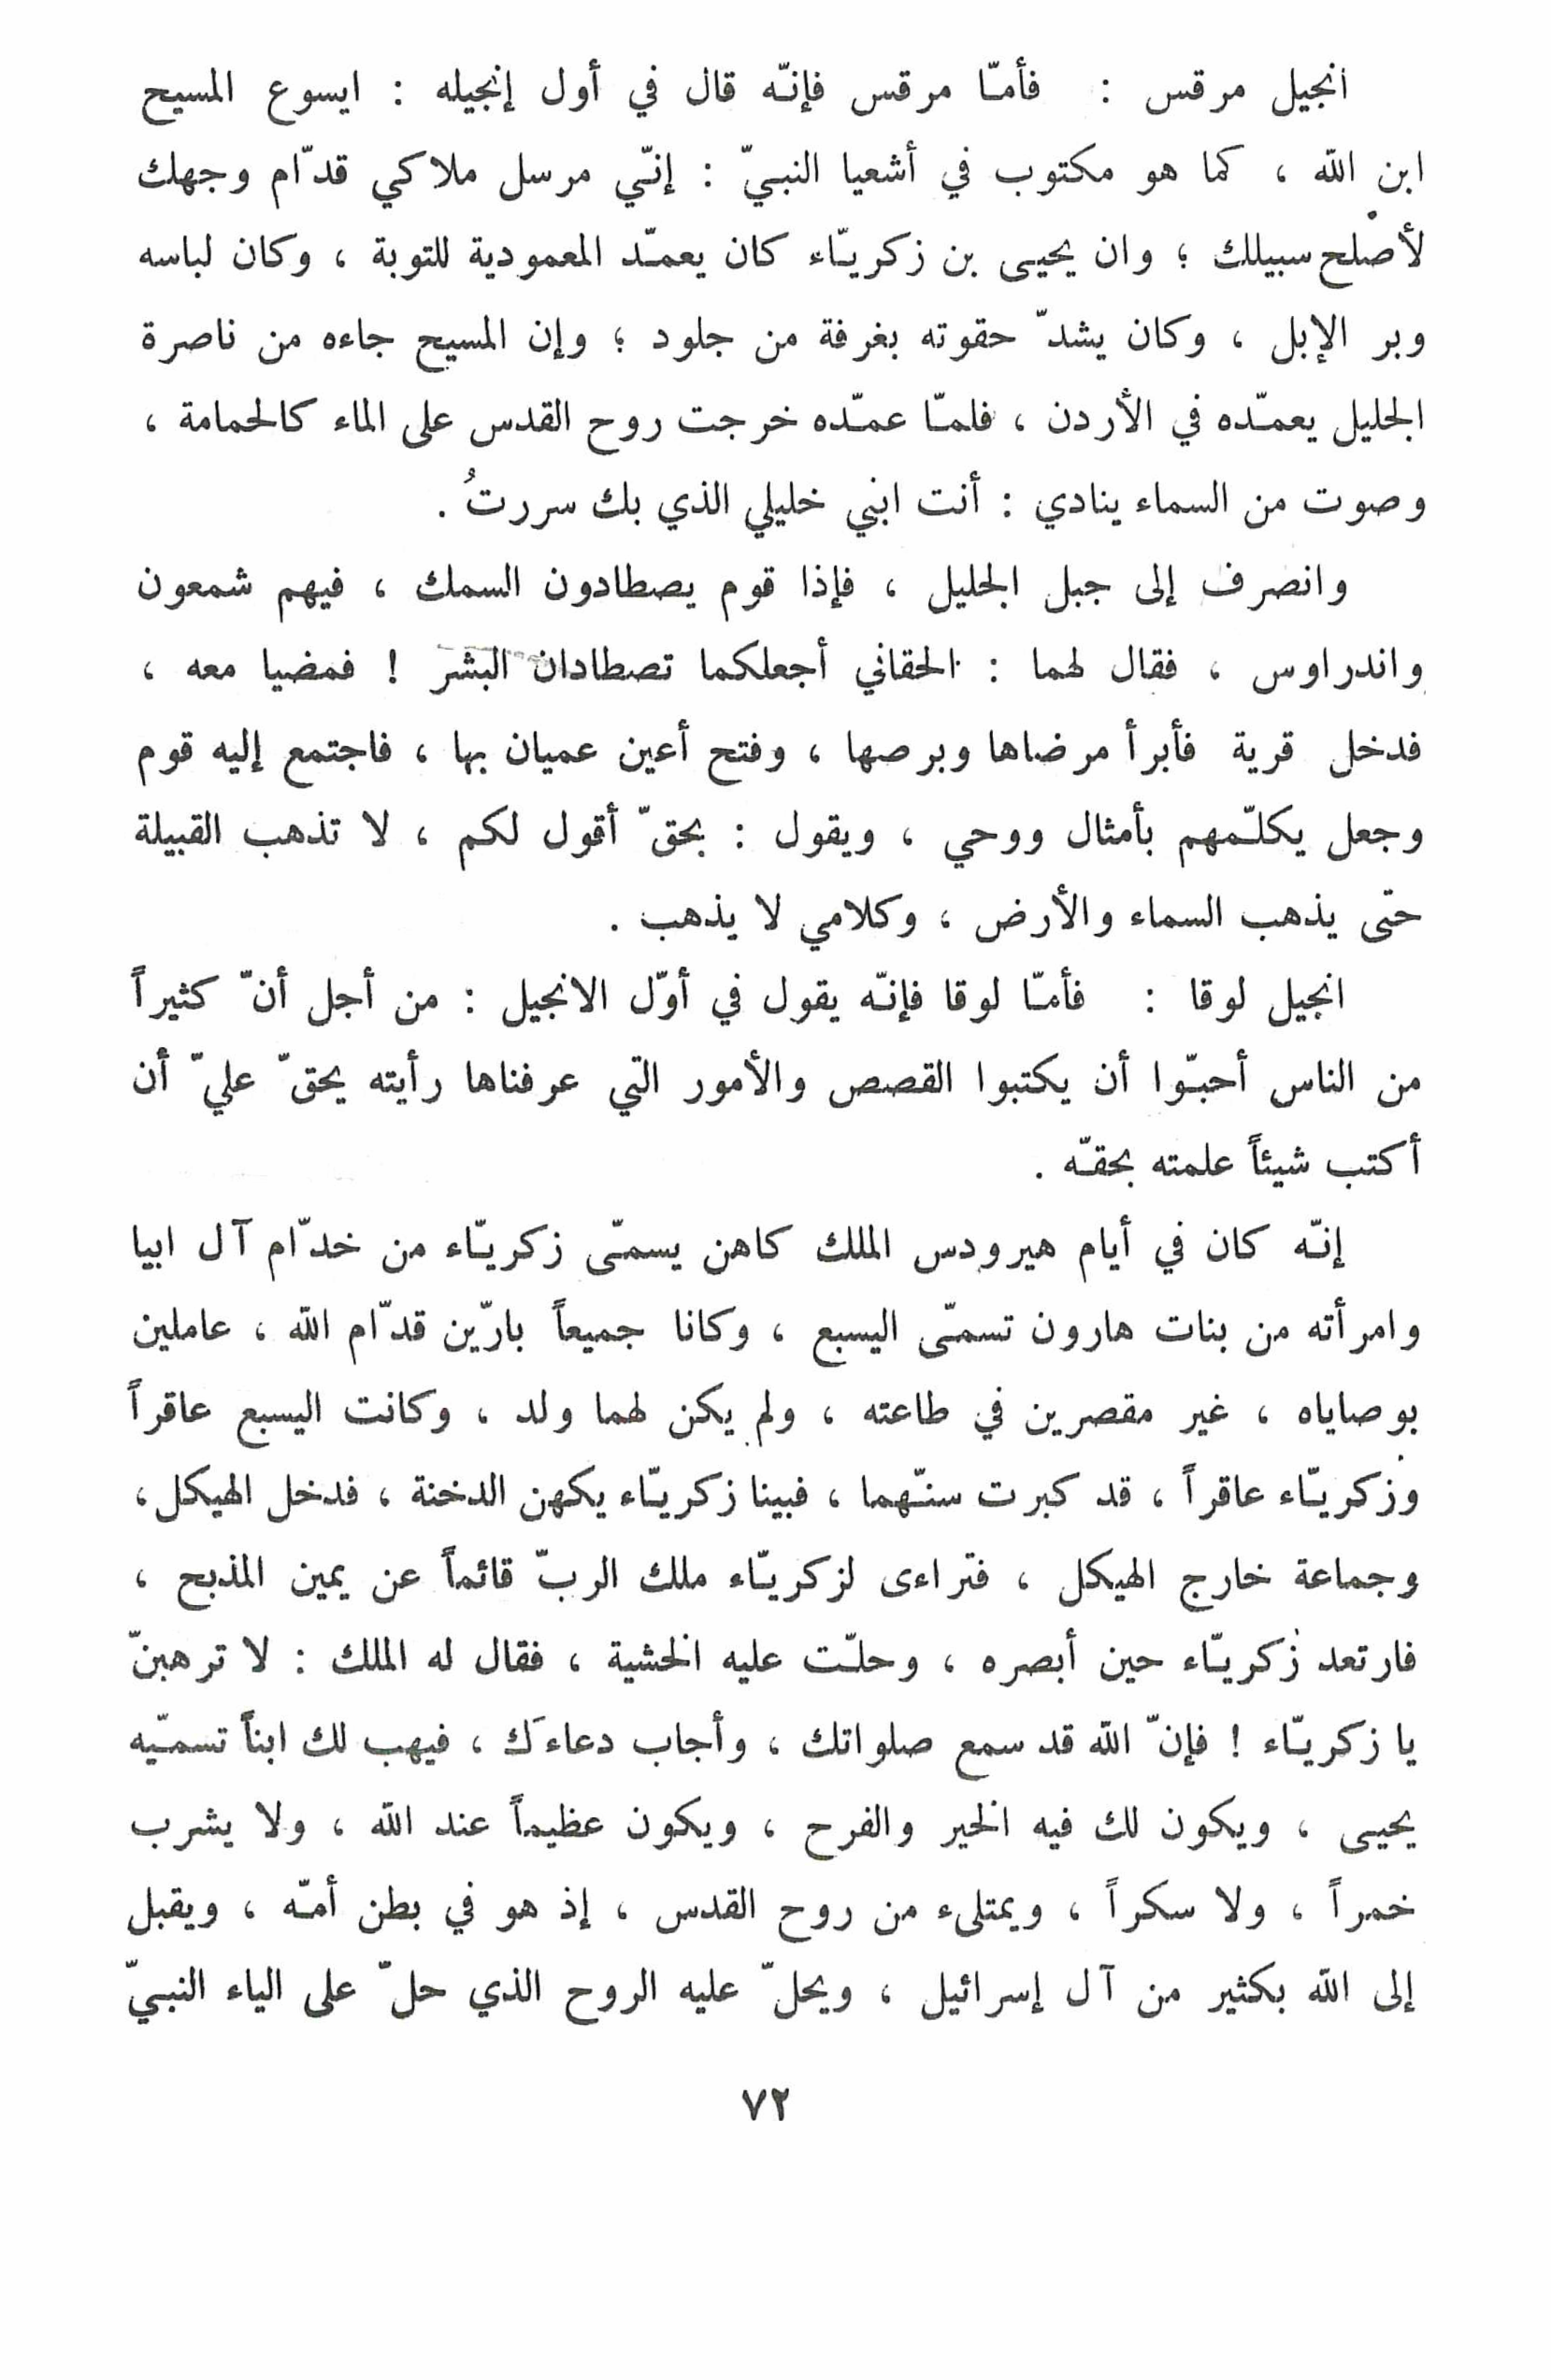 انجيل مرقس : فأمّا مرقس فإنّه قال في أول إنجيله : ايسوع المسيح
ابن اللّه ، كما هو مكتوب في أشعيا النبيّ : إنّي مرسل ملاكي قدّام وجهك
لأصلح سبيلك ؛ وان يحيى بن زكريّاء كان يعمّد المعمودية للتوبة ، وكان لباسه
وبر الإبل ، وكان يشدّ حقوته بغرفة من جلود ؛ وإن المسيح جاءه من ناصرة
الجليل يعمّده في الأردن ، فلمّا عمّده خرجت روح القدس على الماء كالحمامة ،
وصوت من السماء ينادي : أنت ابني خليلي الذي بك سررتُ .
وانصرف إلى جبل الجليل ، فإذا قوم يصطادون السمك ، فيهم شمعون
واندراوس ، فقال لهما : الحقاني أجعلكما تصطادان البشر ! فمضيا معه ،
فدخل قرية فأبرأ مرضاها وبرصها ، وفتح أعين عميان بها ، فاجتمع إليه قوم
وجعل يكلّمهم بأمثال ووحي ، ويقول : بحقّ أقول لكم ، لا تذهب القبيلة
حتى يذهب السماء والأرض ، وكلامي لا يذهب .
انجيل لوقا : فأمّا لوقا فإنّه يقول في أوّل الانجيل : من أجل أنّ كثيراً
من الناس أحبّوا أن يكتبوا القصص والأمور التي عرفناها رأيته يحقّ عليّ أن
أكتب شيئاً علمته بحقّه .
إنّه كان في أيام هيرودس الملك كاهن يسمّى زكريّاء من خدّام آل ابيا
وامرأته من بنات هارون تسمّى اليسبع ، وكانا جميعاً بارّين قدّام اللّه ، عاملين
بوصاياه ، غير مقصرين في طاعته ، ولم يكن لهما ولد ، وكانت اليسبع عاقراً
وزكريّاء عاقراً ، قد كبرت سنّهما ، فبينا زكريّاء يكهن الدخنة ، فدخل الهيكل ،
وجماعة خارج الهيكل ، فتراءى لزكريّاء ملك الربّ قائماً عن يمين المذبح ،
فارتعد زكريّاء حين أبصره ، وحلّت عليه الخشية ، فقال له الملك : لا ترهبنّ
يا زكريّاء ! فإنّ اللّه قد سمع صلواتك ، وأجاب دعاءَك ، فيهب لك ابناً تسمّيه
يحيى ، ويكون لك فيه الخير والفرح ، ويكون عظيماً عند اللّه ، ولا يشرب
خمراً ، ولا سكراً ، ويمتلىء من روح القدس ، إذ هو في بطن أمّه ، ويقبل
إلى اللّه بكثير من آل إسرائيل ، ويحلّ عليه الروح الذي حلّ على الياء النبيّ
٧٢